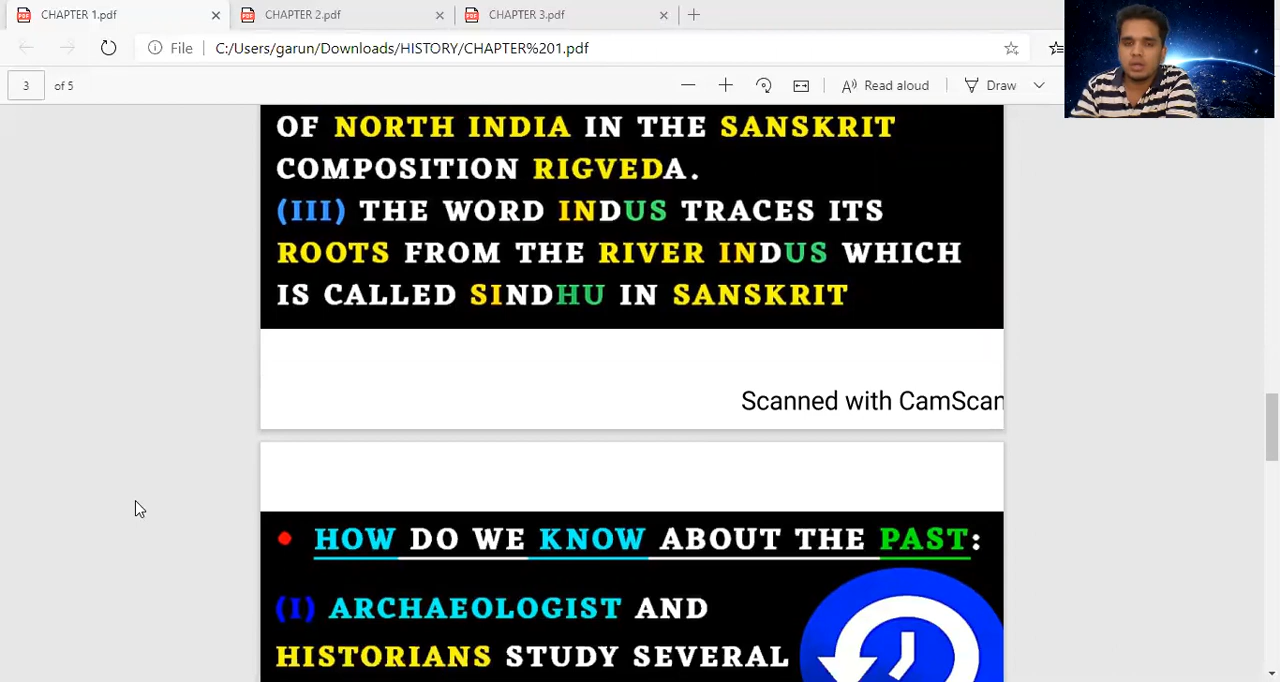 CHAPTER 1.pdf
CHAPTER 2.pdf
CHAPTER 3.pdf
File
C:/Users/garun/Downloads/HISTORY/CHAPTER%201.pdf
3 of 5
Read aloud
Draw
OF NORTH INDIA IN THE SANSKRIT
COMPOSITION RIGVEDA.
(III) THE WORD INDUS TRACES ITS
ROOTS FROM THE RIVER INDUS WHICH
IS CALLED SINDHU IN SANSKRIT
Scanned with CamScan
• HOW DO WE KNOW ABOUT THE PAST:
(I) ARCHAEOLOGIST AND
HISTORIANS STUDY SEVERAL